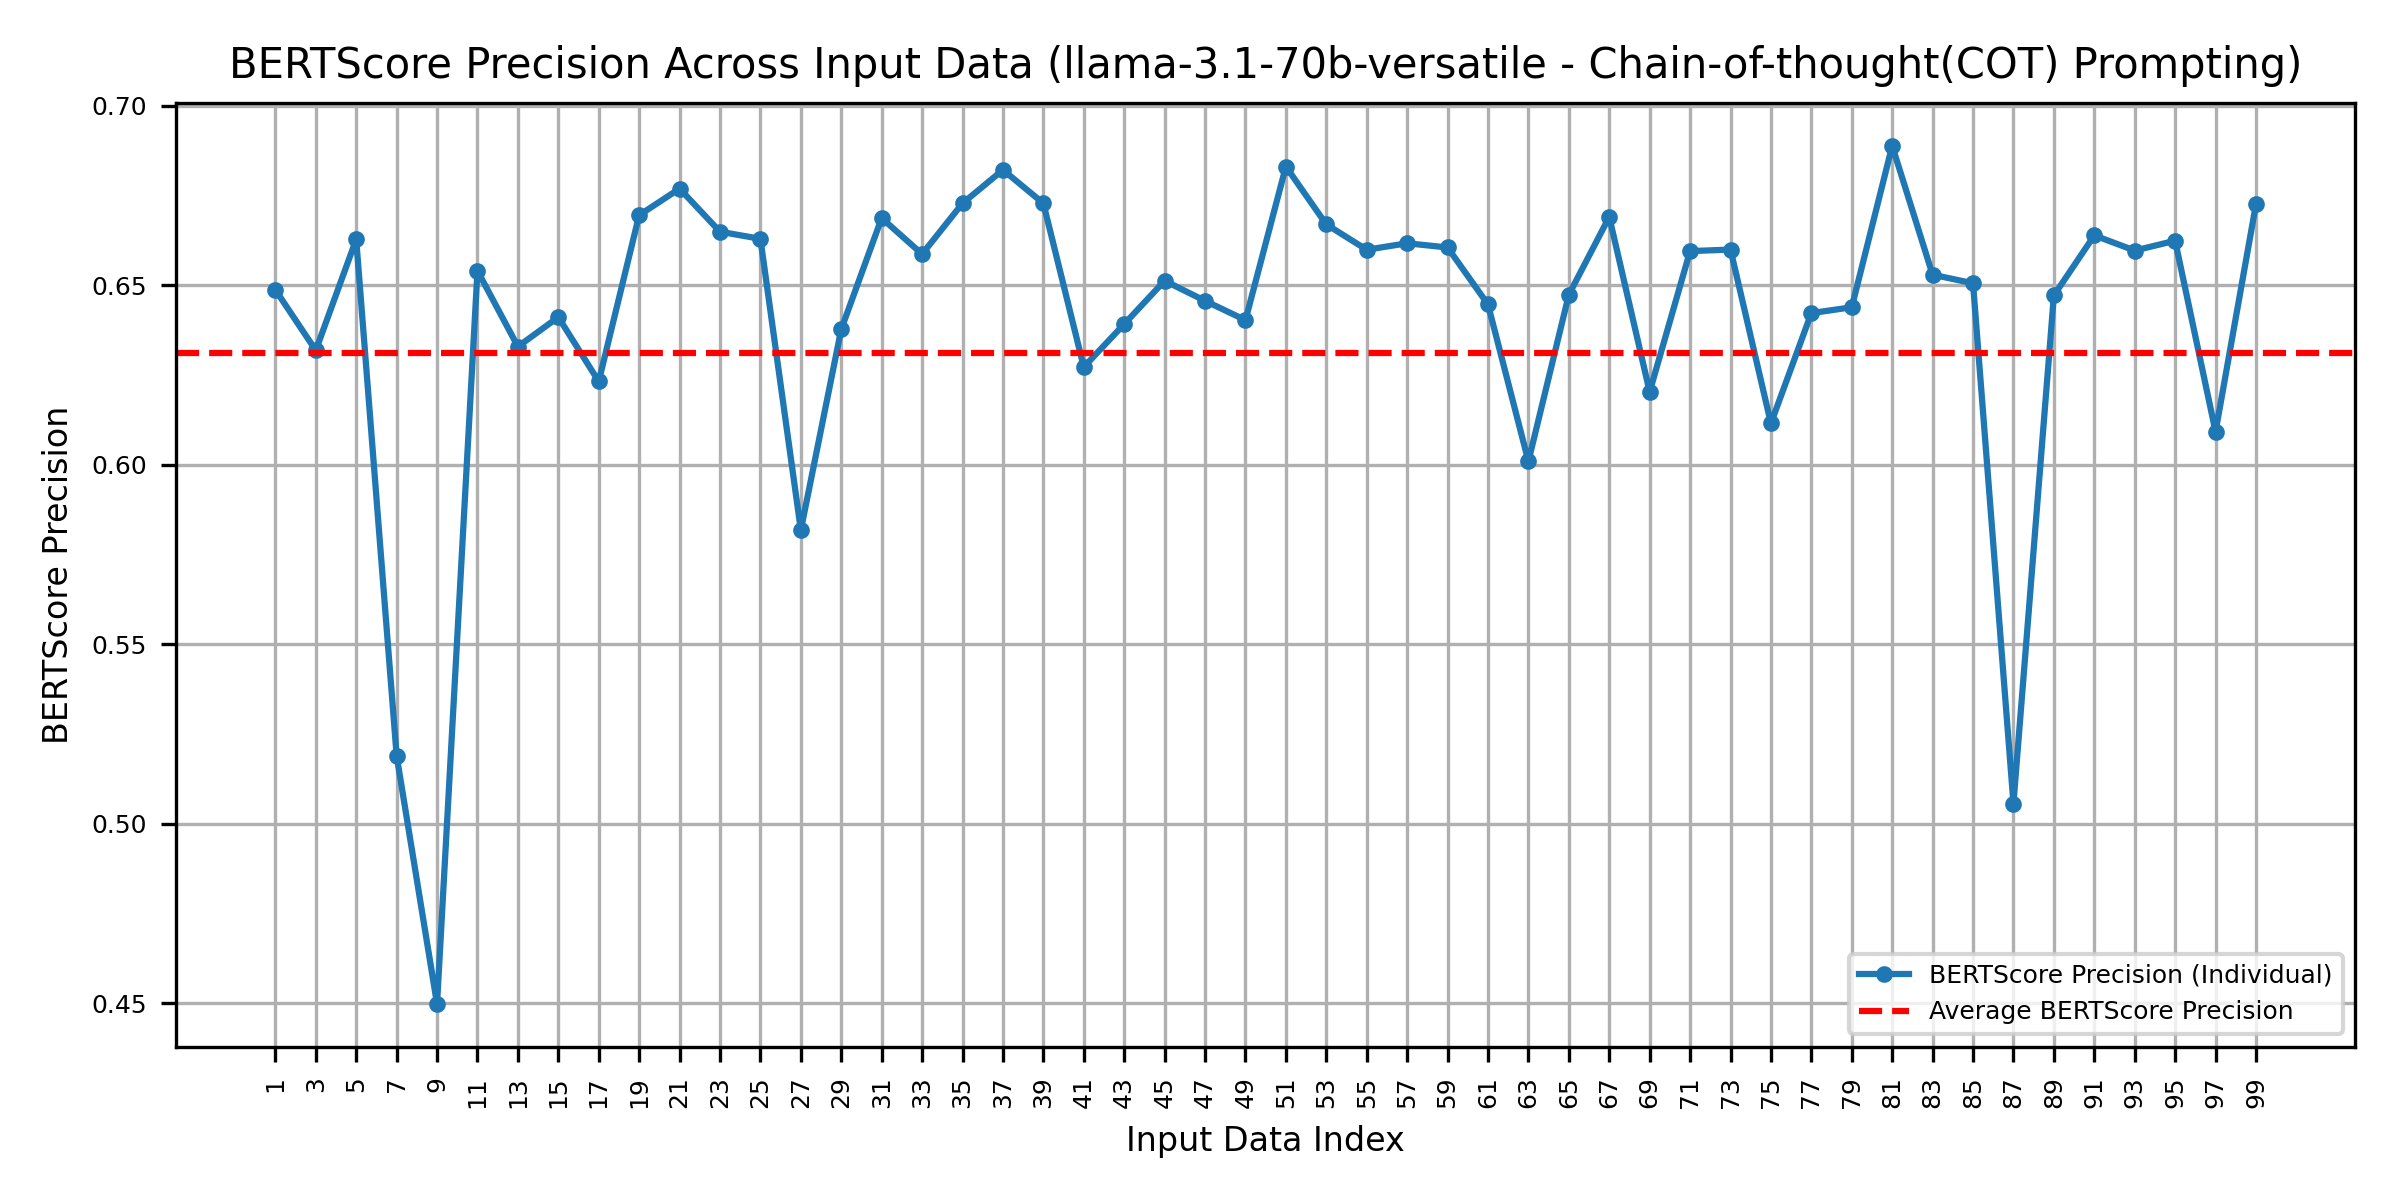 BERTScore Precision Across Input Data (llama-3.1-70b-versatile - Chain-of-thought(COT) Prompting)
BERTScore Precision
0.70
0.65
0.60
0.55
0.50
0.45
BERTScore Precision (Individual)
Average BERTScore Precision
1 3 5 7 9 11 13 15 17 19 21 23 25 27 29 31 33 35 37 39 41 43 45 47 49 51 53 55 57 59 61 63 65 67 69 71 73 75 77 79 81 83 85 87 89 91 93 95 97 99
Input Data Index